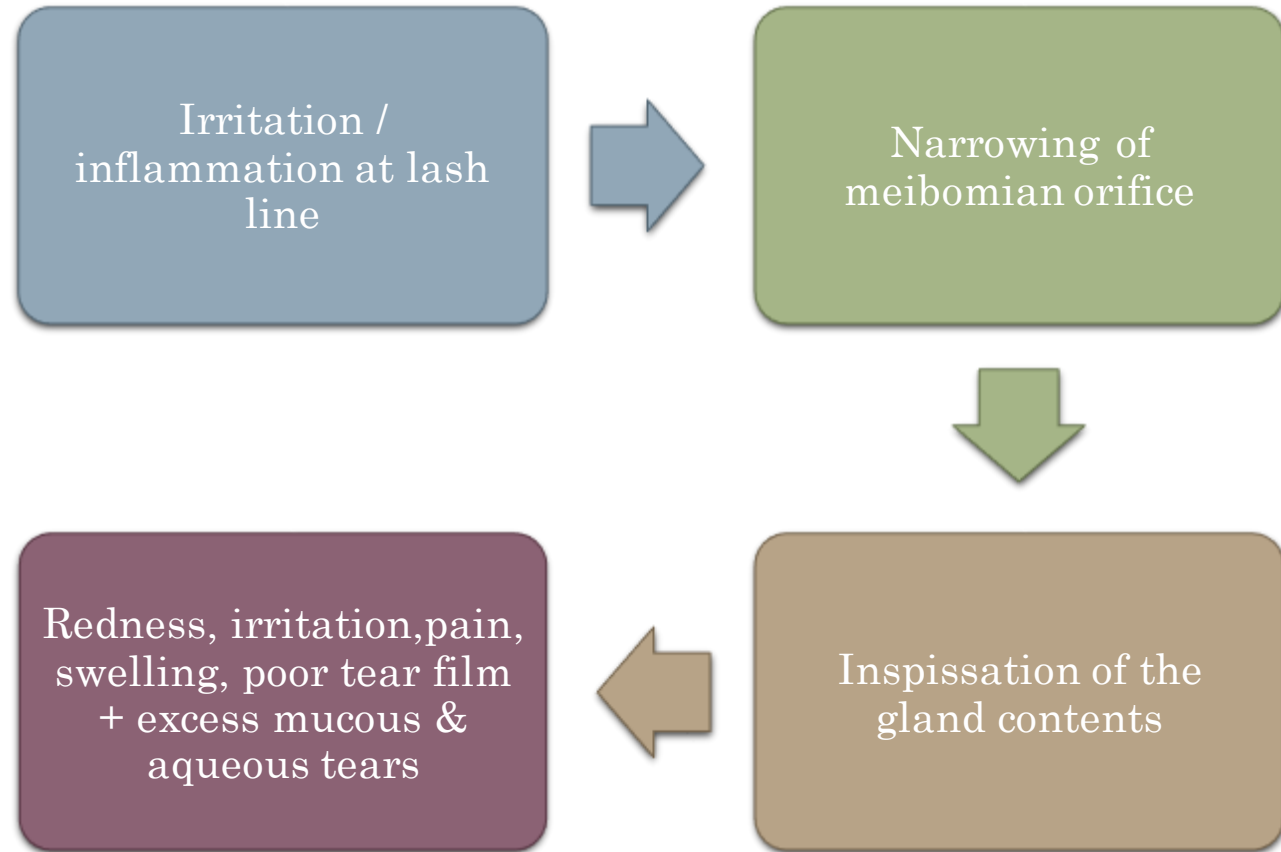 Irritation /
inflammation at lash
line
Narrowing of
meibomian orifice
Inspissation of the
gland contents
Redness, irritation,pain,
swelling, poor tear film
+ excess mucous &
aqueous tears